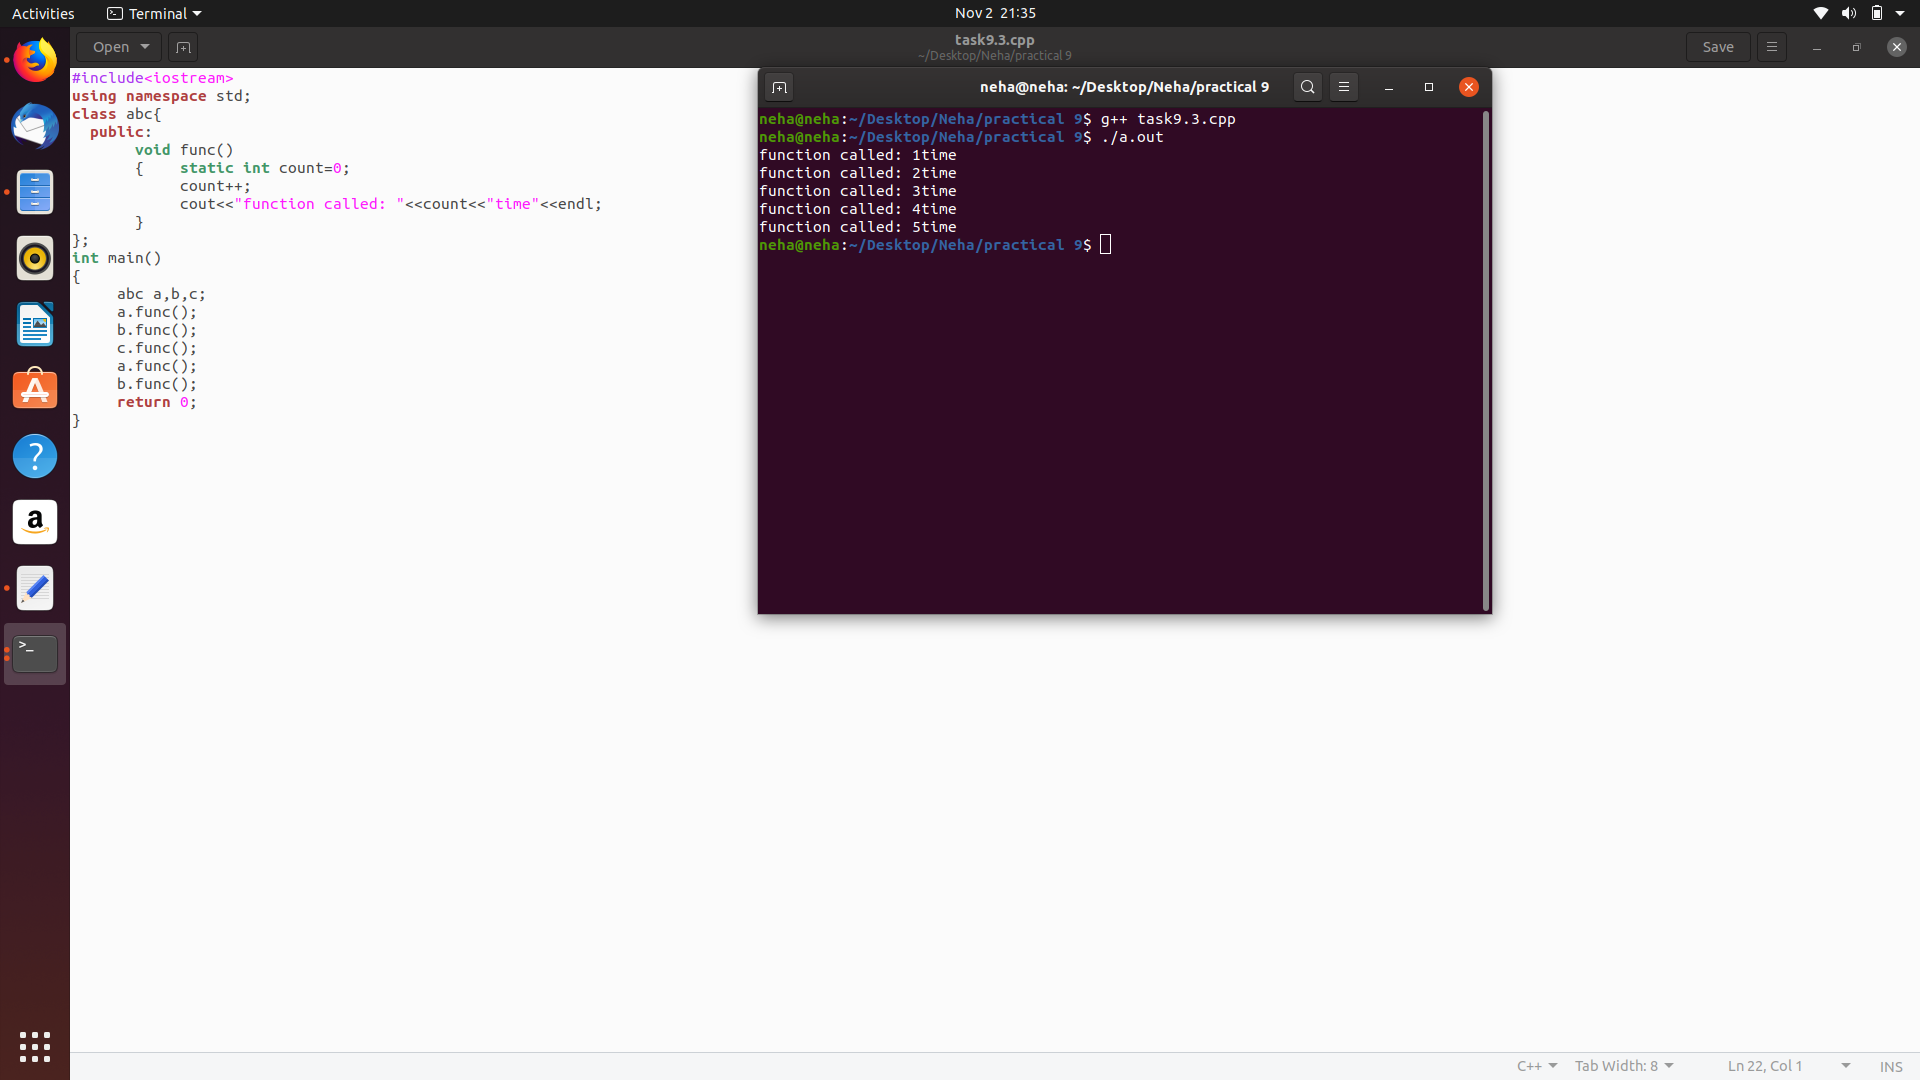 Activities
Terminal
Nov 2 21:35
Open
task9.3.cpp
~/Desktop/Neha/practical 9
Save
#include<iostream>
using namespace std;
class abc{
  public:
       void func()
       {    static int count=0;
            count++;
            cout<<"function called: "<<count<<"time"<<endl;
       }
};
int main()
{
     abc a,b,c;
     a.func();
     b.func();
     c.func();
     a.func();
     b.func();
     return 0;
}
neha@neha: ~/Desktop/Neha/practical 9
neha@neha:~/Desktop/Neha/practical 9$ g++ task9.3.cpp
neha@neha:~/Desktop/Neha/practical 9$ ./a.out
function called: 1time
function called: 2time
function called: 3time
function called: 4time
function called: 5time
neha@neha:~/Desktop/Neha/practical 9$
C++
Tab Width: 8
Ln 22, Col 1
INS